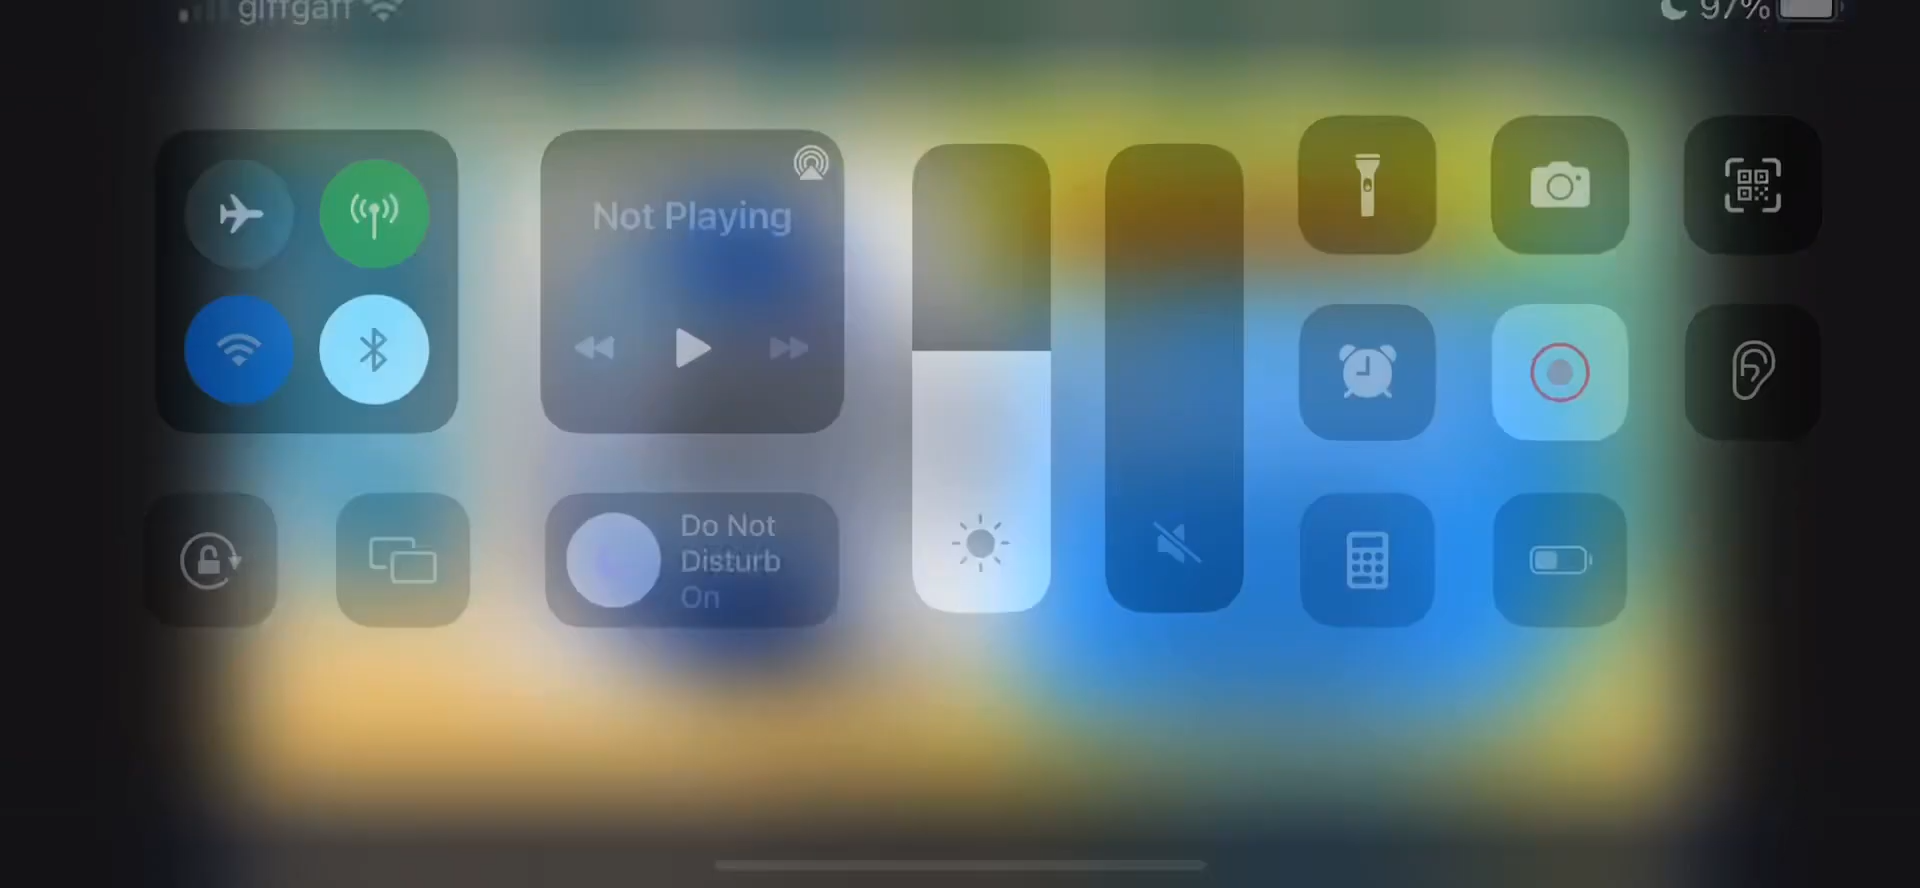 giffgaff
97%
Not Playing
Do Not
Disturb
On